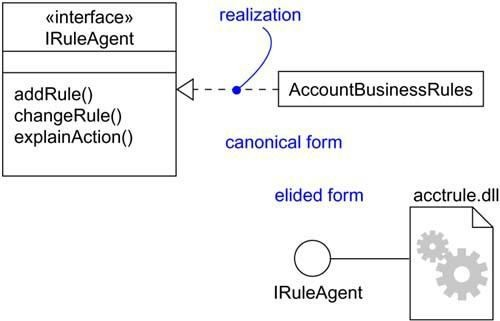 «interface»
IRuleAgent
addRule()
changeRule()
explainAction()
realization
AccountBusinessRules
canonical form
elided form
acctrule.dll
IRuleAgent